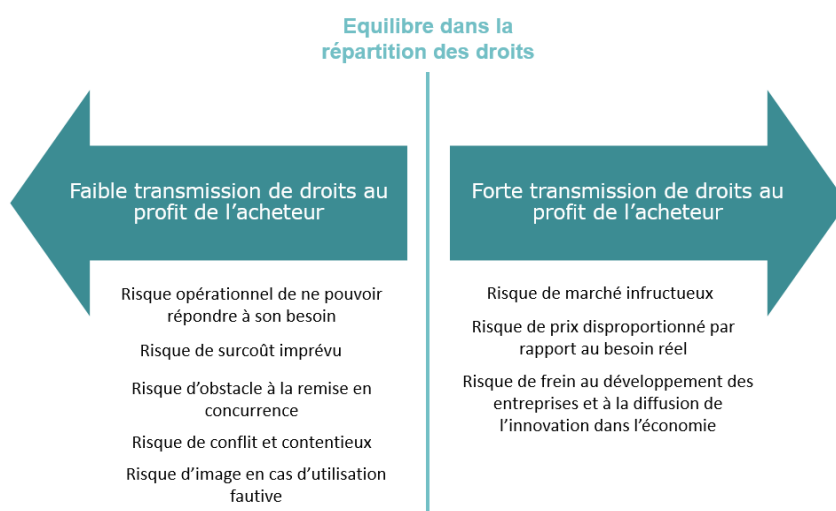 Equilibre dans la
répartition des droits
Faible transmission de droits au
profit de l'acheteur
Forte transmission de droits au
profit de l'acheteur
Risque opérationnel de ne pouvoir
répondre à son besoin
Risque de surcoût imprévu
Risque d'obstacle à la remise en
concurrence
Risque de conflit et contentieux
Risque d'image en cas d'utilisation
fautive
Risque de marché infructueux
Risque de prix disproportionné par
rapport au besoin réel
Risque de frein au développement des
entreprises et à la diffusion de
l'innovation dans l'économie